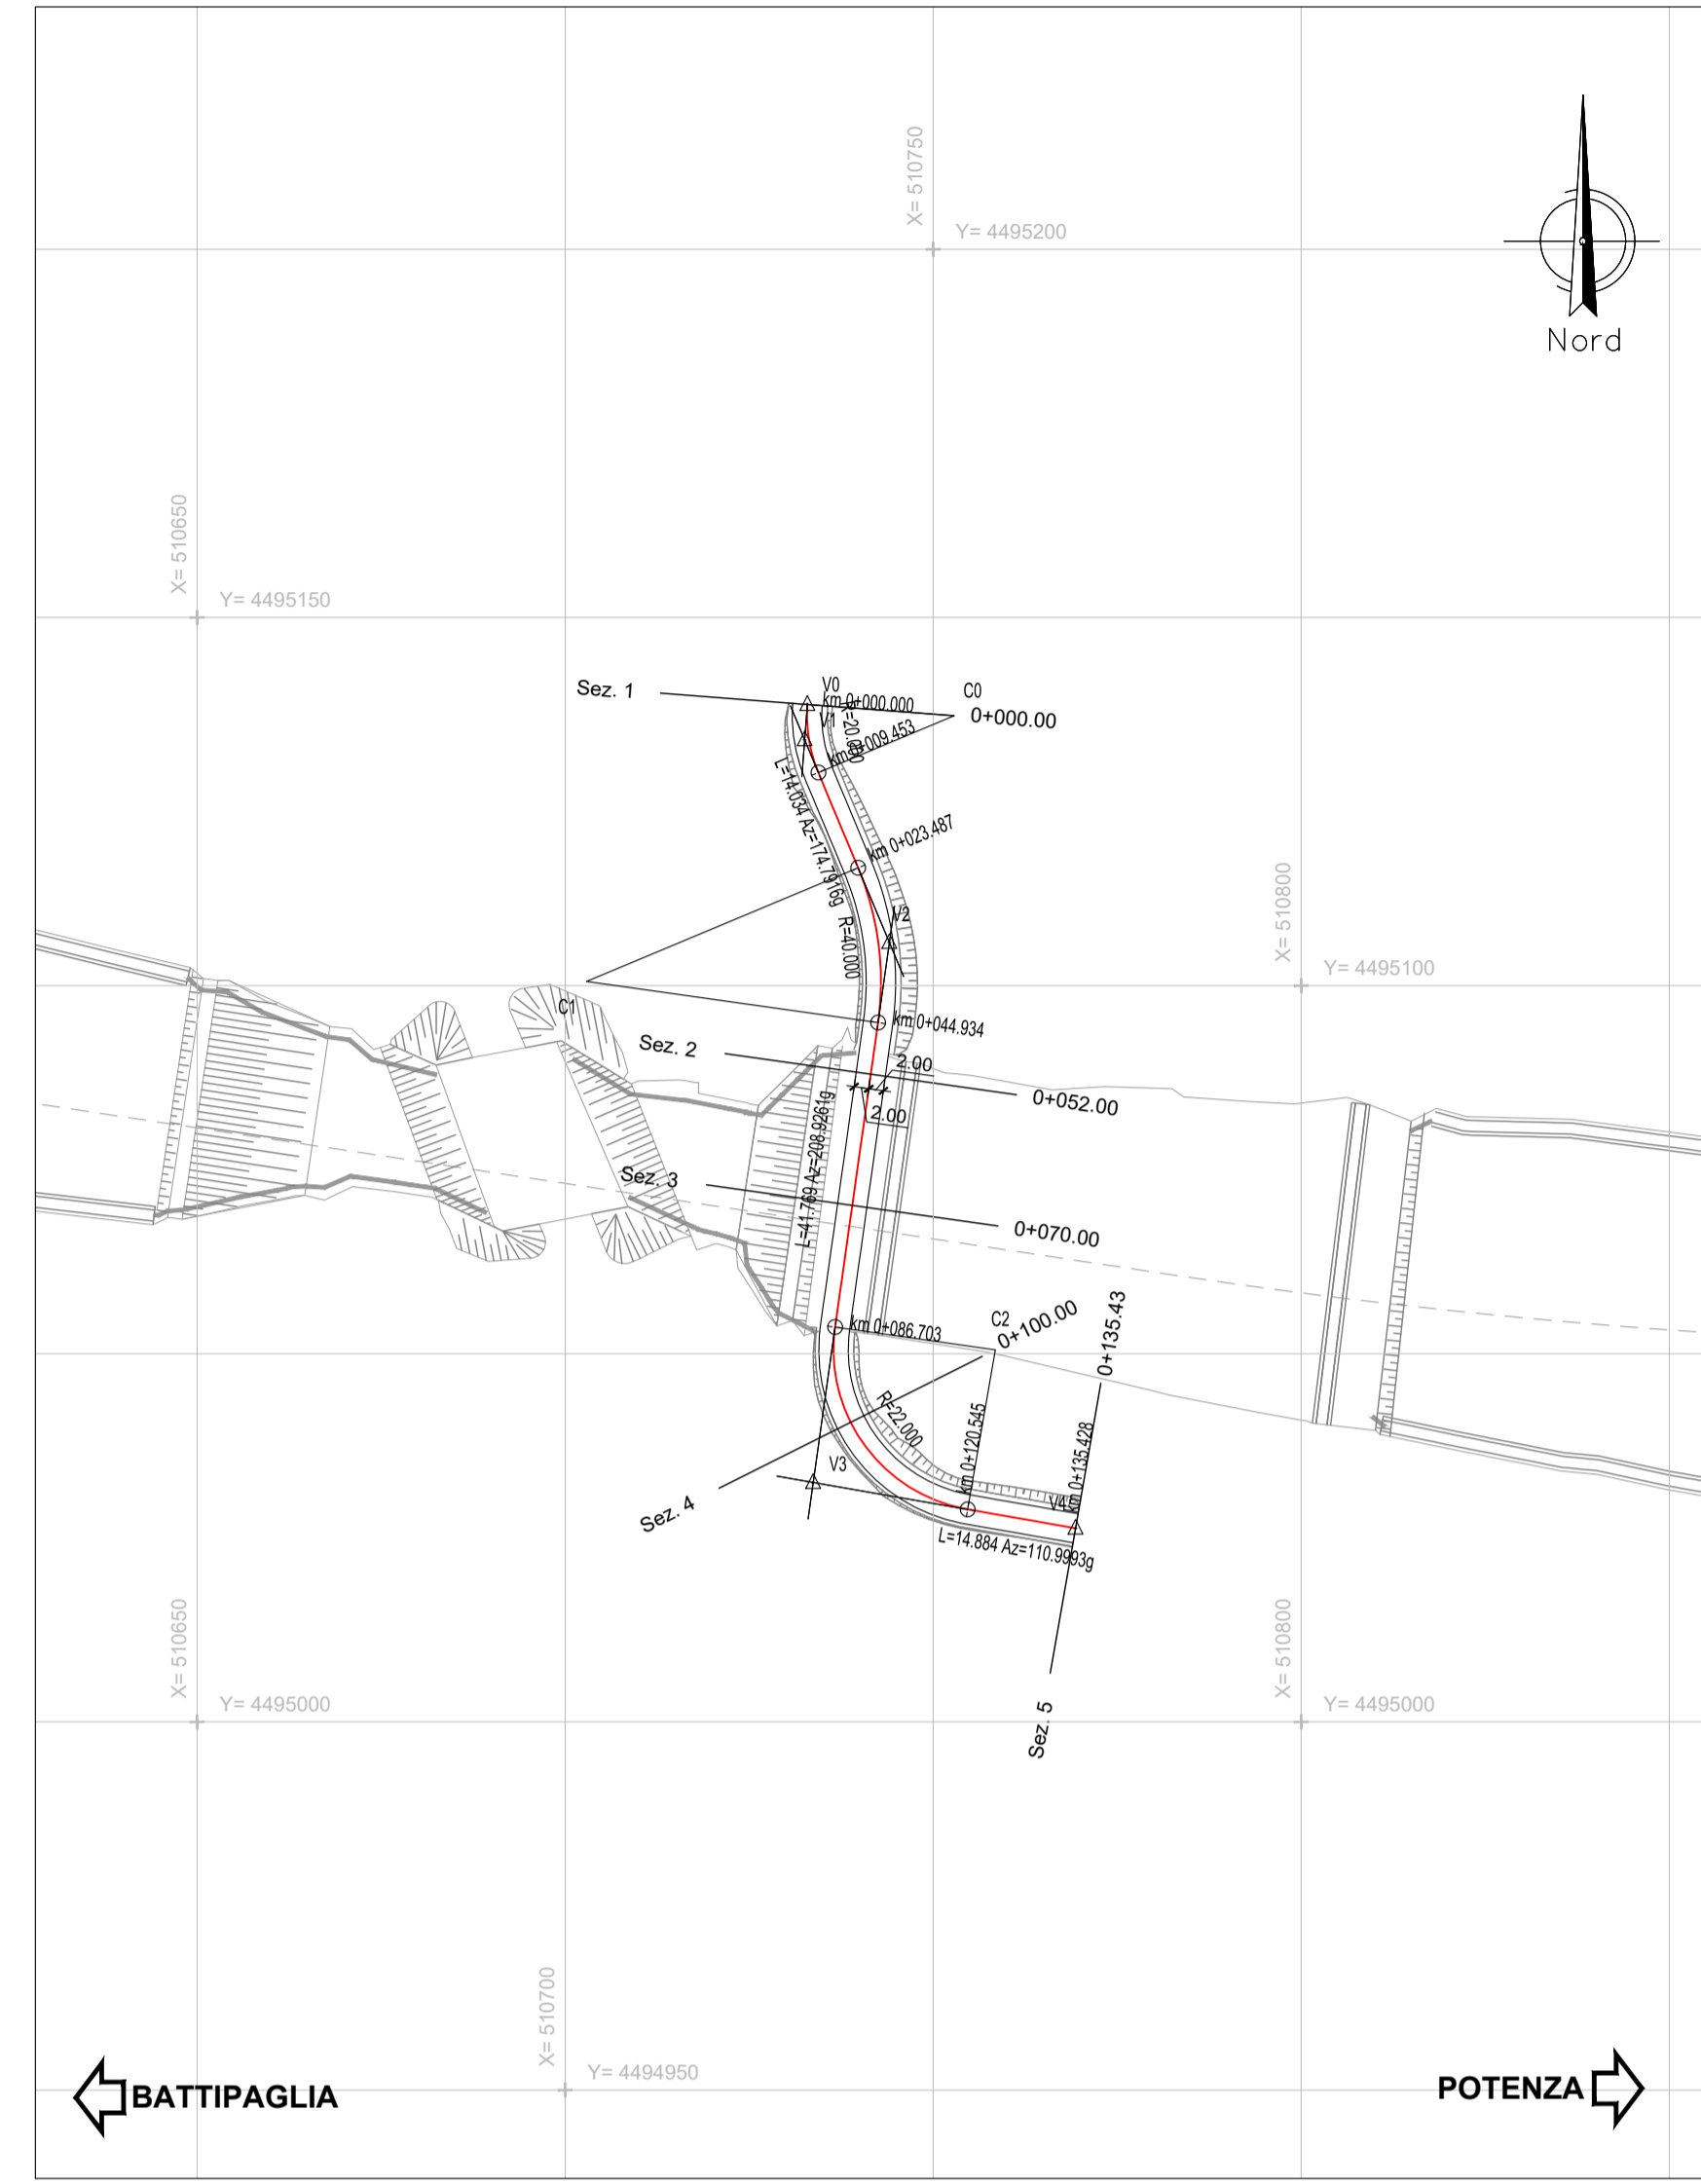 X= 510750
Y= 4495200
Nord
X= 510650
Y= 4495150
Sez. 1
V0
km 0+000.000
C0
0+000.00
V1
R=20.000
km 0+009.453
L=14.034 Az=174.7916g
km 0+023.487
V2
R=40.000
X= 510800
Y= 4495100
C1
km 0+044.934
Sez. 2
2.00
0+052.00
2.00
L=41.769 Az=208.9261g
Sez. 3
0+070.00
km 0+086.703
C2
0+100.00
0+135.43
R=22.000
km 0+120.545
V3
V4
km 0+135.428
Sez. 4
L=14.884 Az=110.9993g
X= 510650
Y= 4495000
X= 510800
Y= 4495000
Sez. 5
X= 510700
Y= 4494950
BATTIPAGLIA
POTENZA